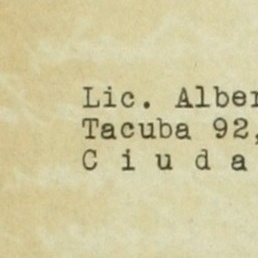 Lic. Alber
Tacuba 92,
C i u d a